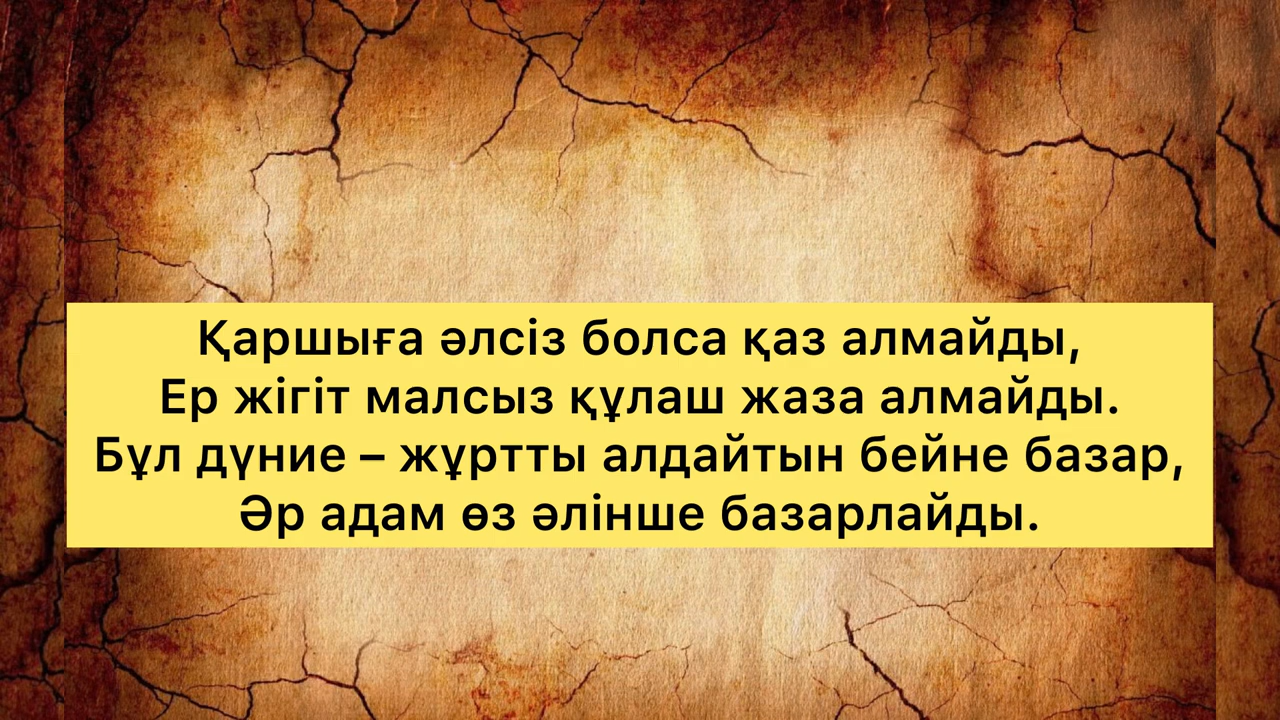 Қаршыға әлсіз болса қаз алмайды,
Ер жігіт малсыз құлаш жаза алмайды.
Бұл дүние – жұртты алдайтын бейне базар,
Әр адам өз әлінше базарлайды.